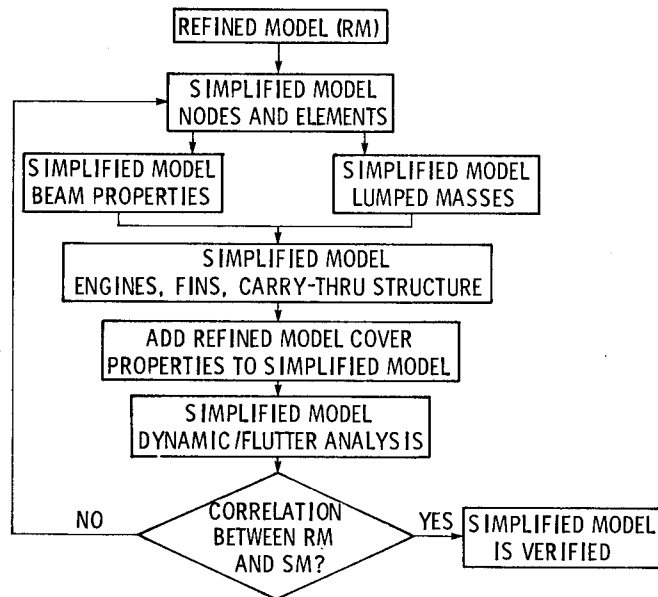 REFINED MODEL (RM)
SIMPLIFIED MODEL
NODES AND ELEMENTS
SIMPLIFIED MODEL
BEAM PROPERTIES
SIMPLIFIED MODEL
LUMPED MASSES
SIMPLIFIED MODEL
ENGINES, FINS, CARRY-THRU STRUCTURE
ADD REFINED MODEL COVER
PROPERTIES TO SIMPLIFIED MODEL
SIMPLIFIED MODEL
DYNAMIC/FLUTTER ANALYSIS
NO
CORRELATION
BETWEEN RM
AND SM?
YES
SIMPLIFIED MODEL
IS VERIFIED